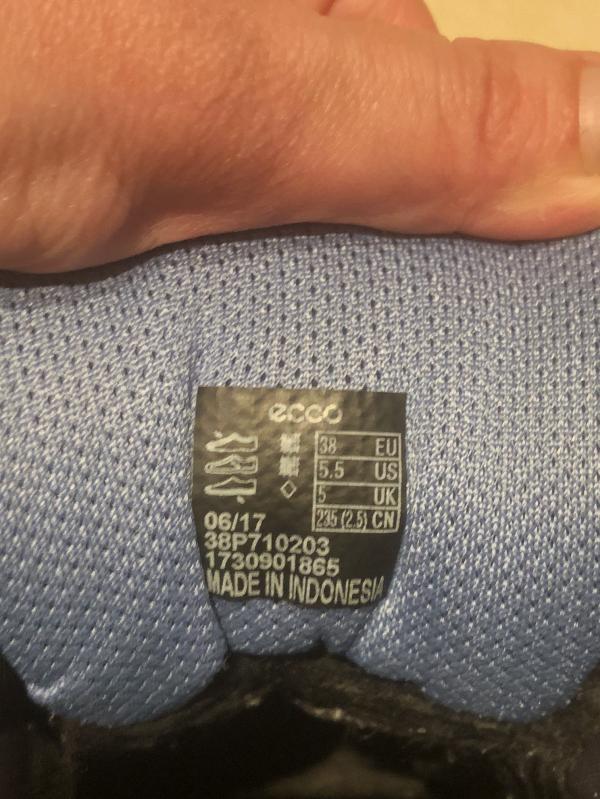 ecco
38 EU
5.5 US
5 UK
235 (2.5) CN
06/17
38P710203
1730901865
MADE IN INDONESIA